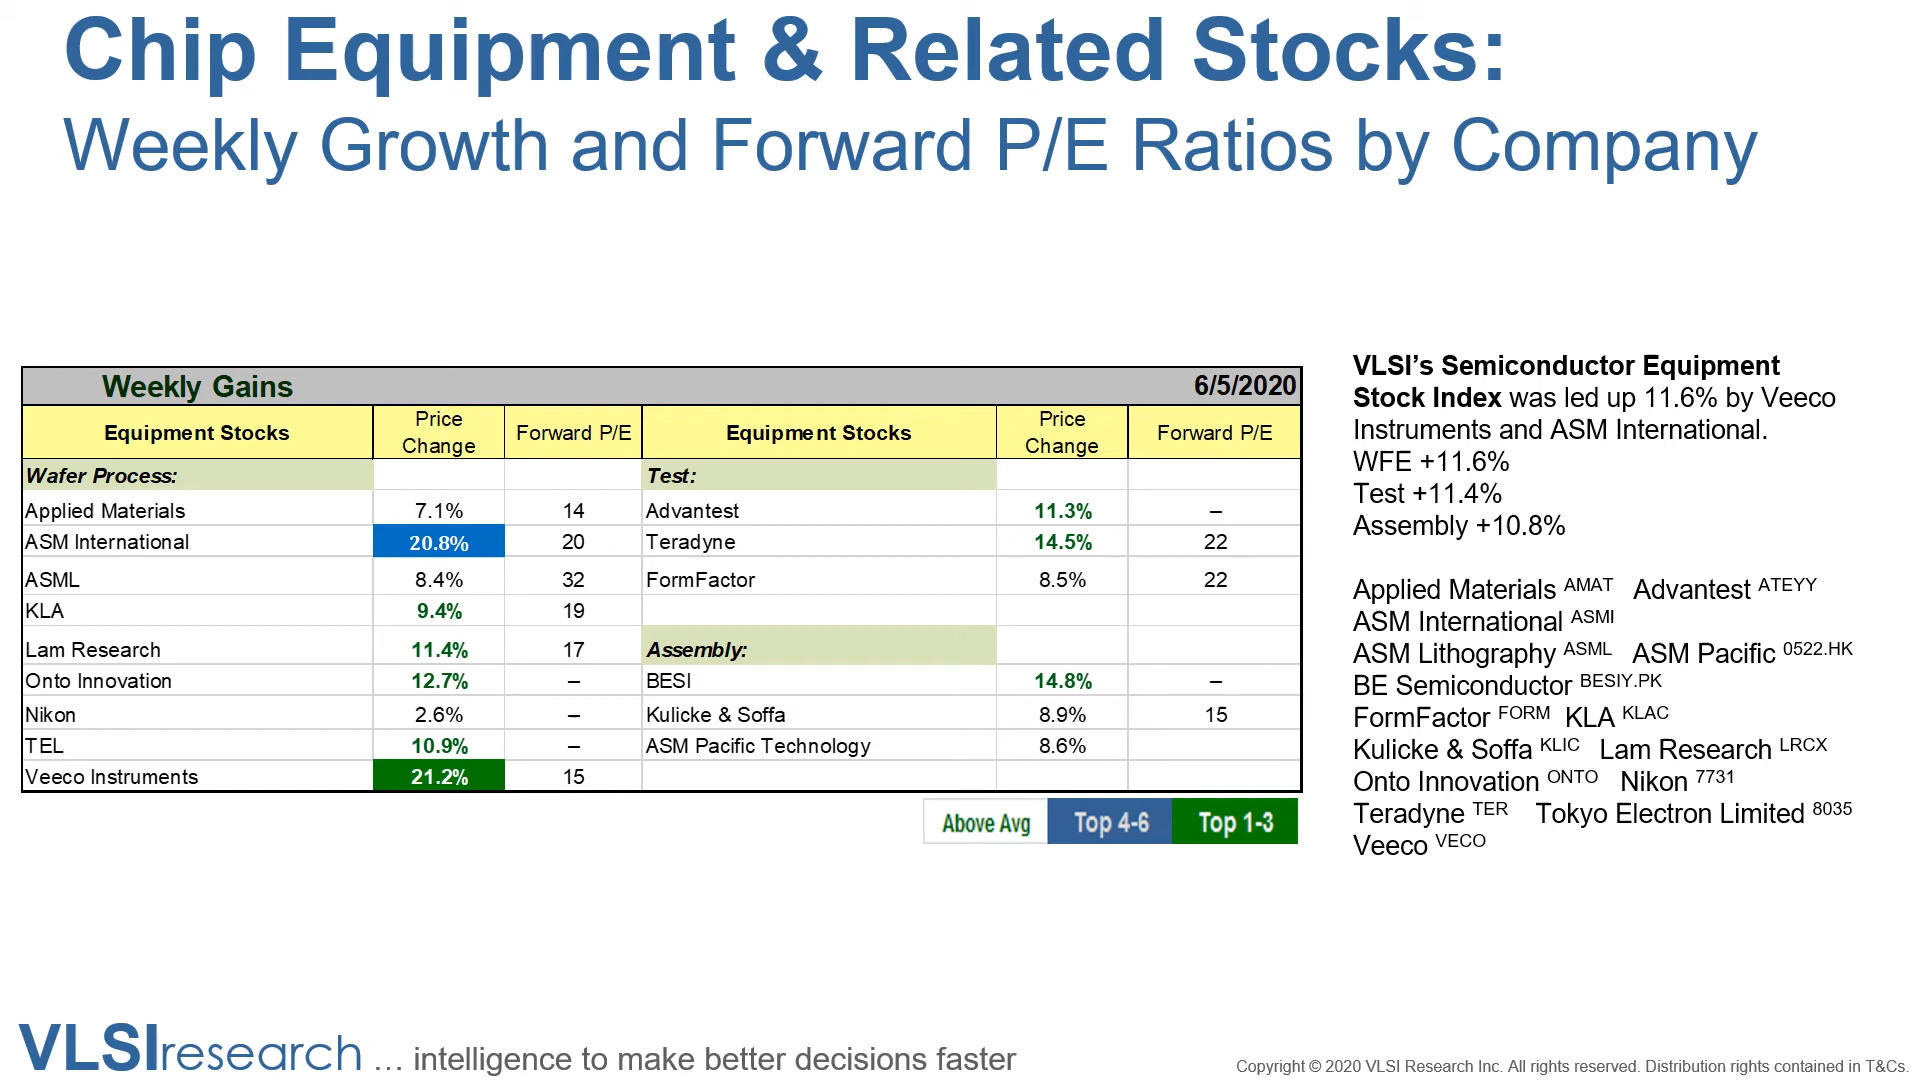 Chip Equipment & Related Stocks:
Weekly Growth and Forward P/E Ratios by Company
Weekly Gains 6/5/2020
Equipment Stocks Price Change Forward P/E Equipment Stocks Price Change Forward P/E
Wafer Process: Test:
Applied Materials 7.1% 14 Advantest 11.3% –
ASM International 20.8% 20 Teradyne 14.5% 22
ASML 8.4% 32 FormFactor 8.5% 22
KLA 9.4% 19
Lam Research 11.4% 17 Assembly:
Onto Innovation 12.7% – BESI 14.8% –
Nikon 2.6% – Kulicke & Soffa 8.9% 15
TEL 10.9% – ASM Pacific Technology 8.6%
Veeco Instruments 21.2% 15
Above Avg Top 4-6 Top 1-3
VLSI’s Semiconductor Equipment
Stock Index was led up 11.6% by Veeco
Instruments and ASM International.
WFE +11.6%
Test +11.4%
Assembly +10.8%
Applied Materials AMAT Advantest ATEYY
ASM International ASMI
ASM Lithography ASML ASM Pacific 0522.HK
BE Semiconductor BESIY.PK
FormFactor FORM KLA KLAC
Kulicke & Soffa KLIC Lam Research LRCX
Onto Innovation ONTO Nikon 7731
Teradyne TER Tokyo Electron Limited 8035
Veeco VECO
VLSIresearch ... intelligence to make better decisions faster
Copyright © 2020 VLSI Research Inc. All rights reserved. Distribution rights contained in T&Cs.